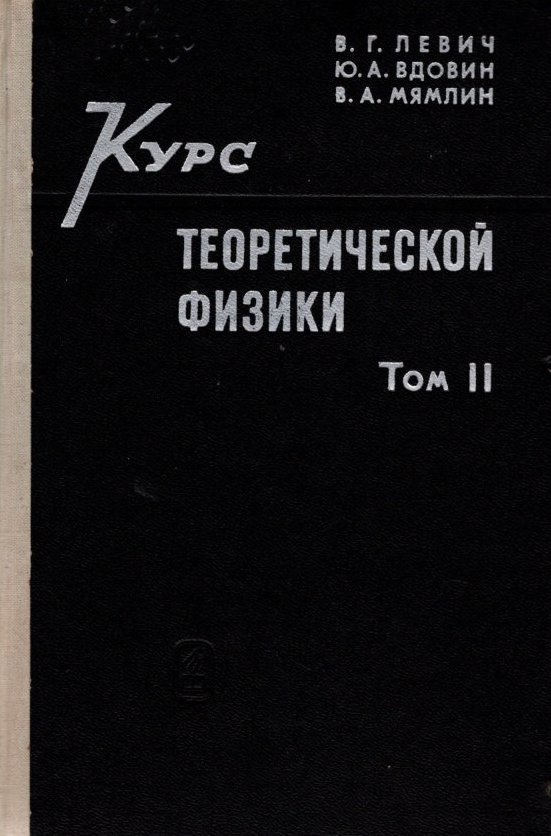 В. Г. ЛЕВИЧ
Ю. А. ВДОВИН
В. А. МЯМЛИН
КУРС
ТЕОРЕТИЧЕСКОЙ
ФИЗИКИ
Том II